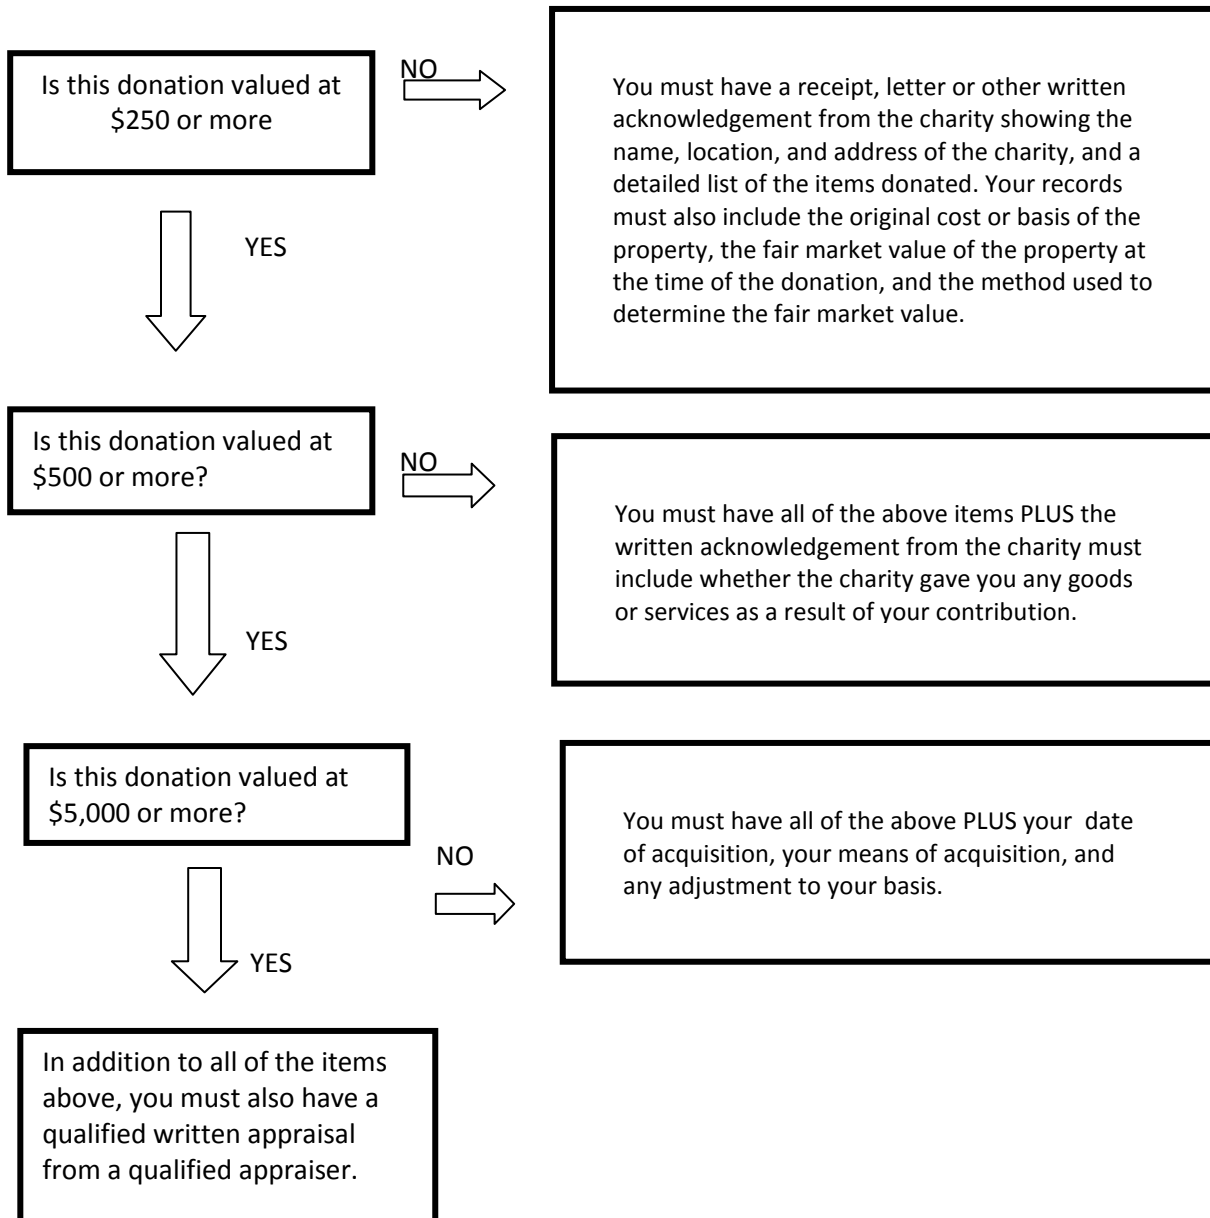 Is this donation valued at
$250 or more
NO
You must have a receipt, letter or other written
acknowledgement from the charity showing the
name, location, and address of the charity, and a
detailed list of the items donated. Your records
must also include the original cost or basis of the
property, the fair market value of the property at
the time of the donation, and the method used to
determine the fair market value.
YES
Is this donation valued at
$500 or more?
NO
You must have all of the above items PLUS the
written acknowledgement from the charity must
include whether the charity gave you any goods
or services as a result of your contribution.
YES
Is this donation valued at
$5,000 or more?
NO
You must have all of the above PLUS your  date
of acquisition, your means of acquisition, and
any adjustment to your basis.
YES
In addition to all of the items
above, you must also have a
qualified written appraisal
from a qualified appraiser.